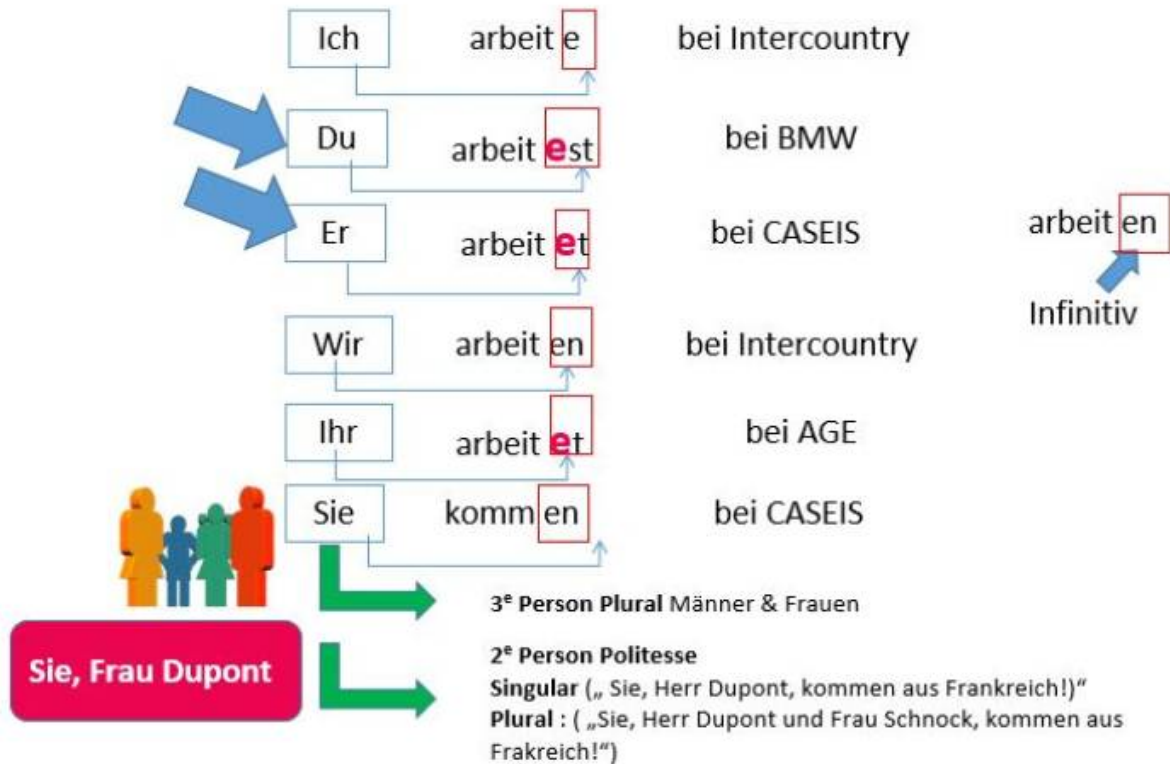 Ich arbeit e bei Intercountry
Du arbeit est bei BMW
Er arbeit et bei CASEIS
arbeit en
Infinitiv
Wir arbeit en bei Intercountry
Ihr arbeit et bei AGE
Sie komm en bei CASEIS
3e Person Plural Männer & Frauen
Sie, Frau Dupont
2e Person Politesse
Singular („ Sie, Herr Dupont, kommen aus Frankreich!)“
Plural : ( „Sie, Herr Dupont und Frau Schnock, kommen aus
Frakreich!“)